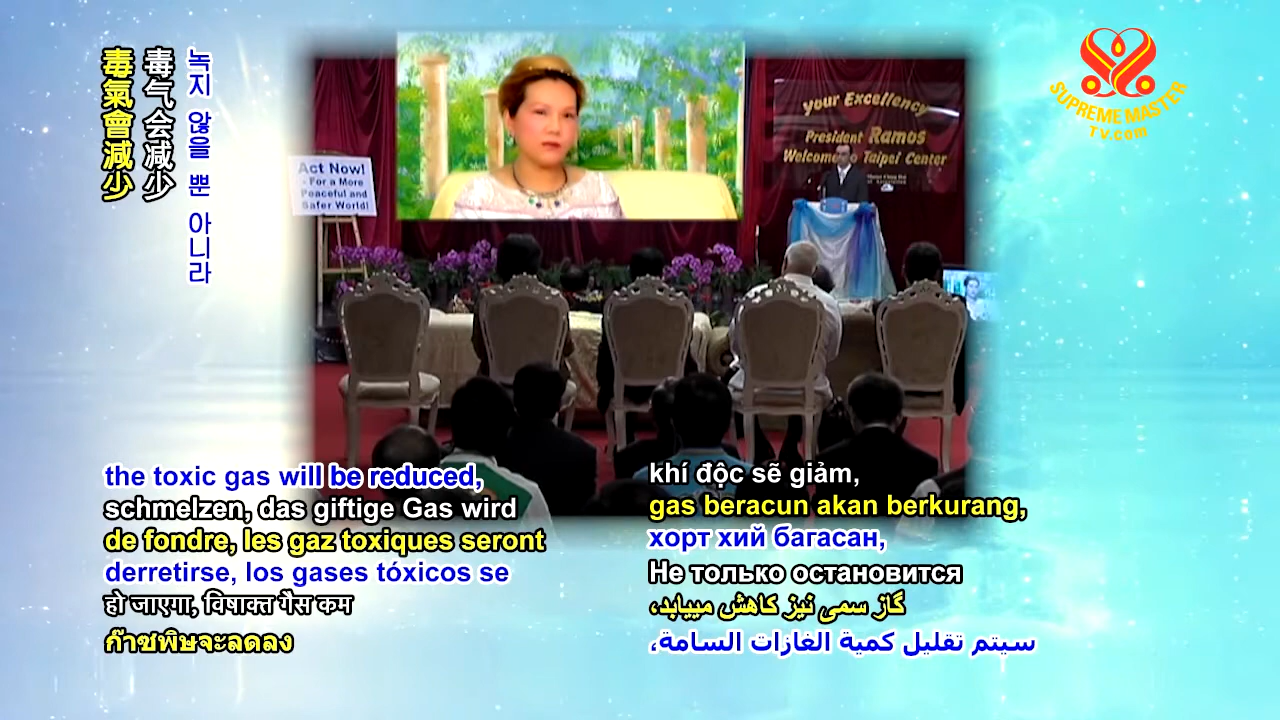 毒氣會減少
毒气会减少
녹지 않을 뿐 아니라
SUPREME MASTER
TV.com
Act Now!
- For a More
Peaceful and
Safer World!
Your Excellency
President Ramos
Welcome to Taipei Center
the toxic gas will be reduced,
schmelzen, das giftige Gas wird
de fondre, les gaz toxiques seront
derretirse, los gases tóxicos se
हो जाएगा, विषाक्त गैस कम
ก๊าซพิษจะลดลง
khí độc sẽ giảm,
gas beracun akan berkurang,
хорт хий багасан,
Не только остановится
گاز سمی نیز کاهش مییابد،
سيتم تقليل كمية الغازات السامة،